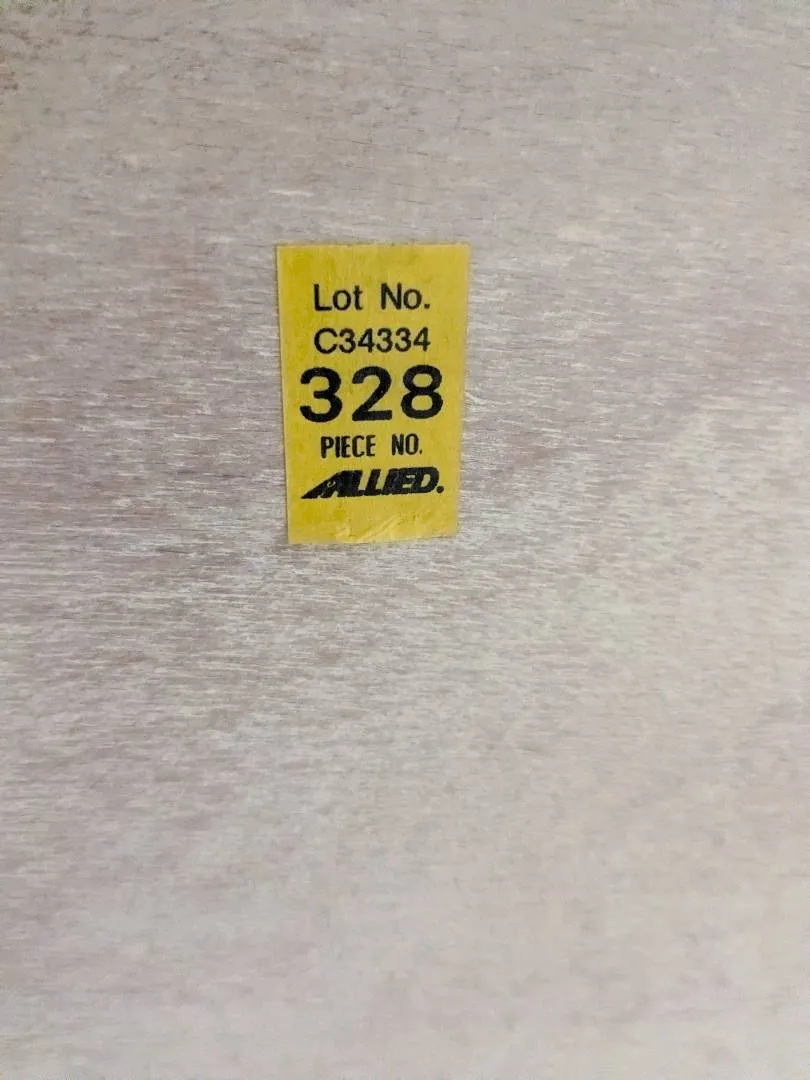 Lot No.
C34334
328
PIECE NO.
ALLIED.